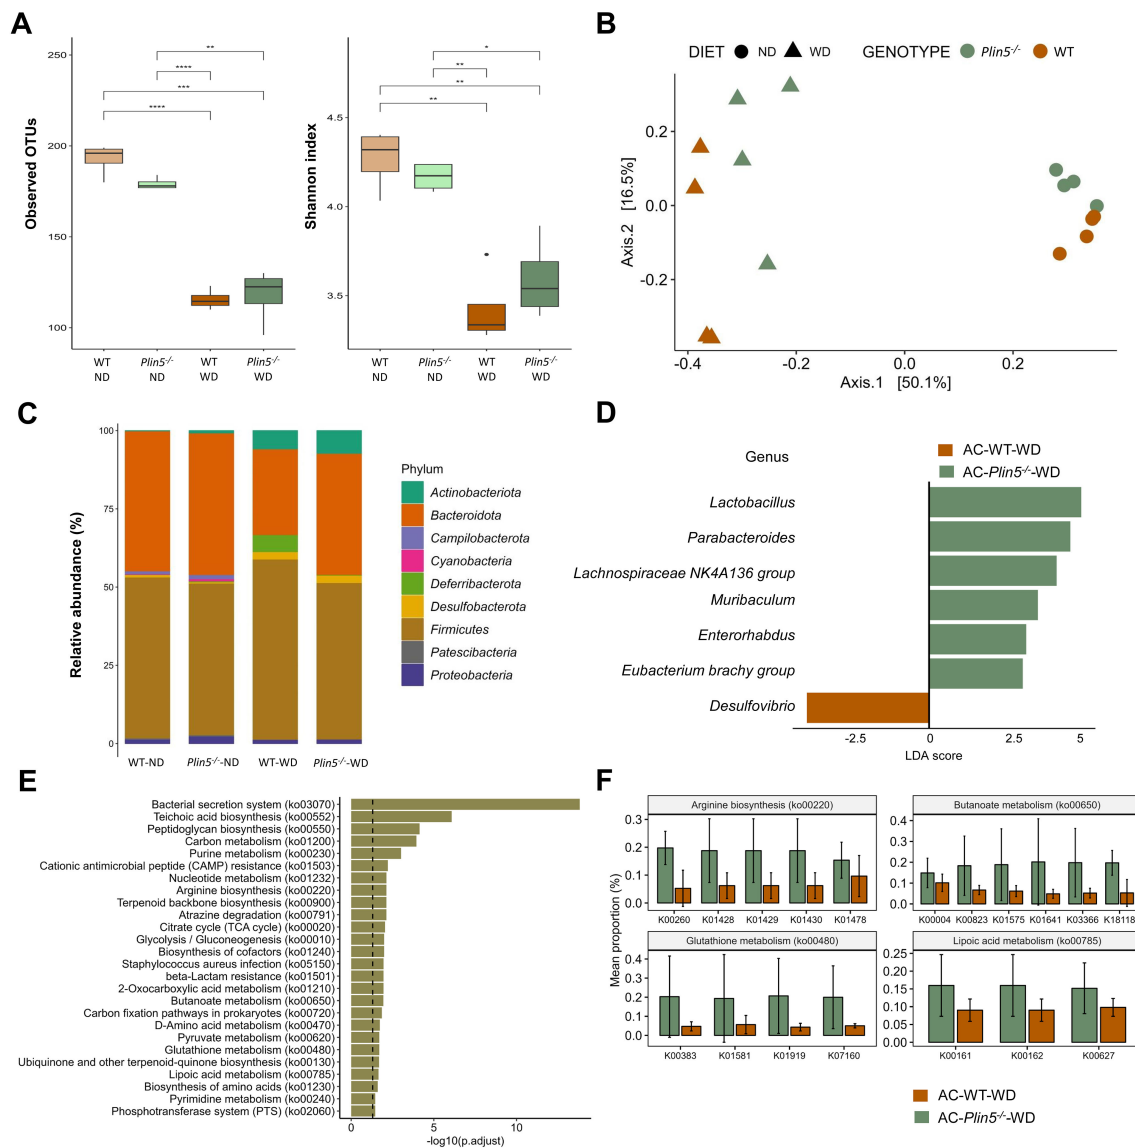 A
Observed OTUs
250
200
150
100
**
****
***
****
WT ND
Plin5-/- ND
WT WD
Plin5-/- WD
Shannon index
4.5
4.0
3.5
*
**
**
**
WT ND
Plin5-/- ND
WT WD
Plin5-/- WD
B
DIET ND WD GENOTYPE Plin5-/- WT
Axis.2 [16.5%]
0.2
0.0
-0.2
-0.4 -0.2 0.0 0.2
Axis.1 [50.1%]
C
Relative abundance (%)
100
75
50
25
0
WT-ND Plin5-/--ND WT-WD Plin5-/--WD
Phylum
Actinobacteriota
Bacteroidota
Campilobacterota
Cyanobacteria
Deferribacterota
Desulfobacterota
Firmicutes
Patescibacteria
Proteobacteria
D
Genus
AC-WT-WD
AC-Plin5-/--WD
Lactobacillus
Parabacteroides
Lachnospiraceae NK4A136 group
Muribaculum
Enterorhabdus
Eubacterium brachy group
Desulfovibrio
-2.5 0 2.5 5
LDA score
E
Bacterial secretion system (ko03070)
Teichoic acid biosynthesis (ko00552)
Peptidoglycan biosynthesis (ko00550)
Carbon metabolism (ko01200)
Purine metabolism (ko00230)
Cationic antimicrobial peptide (CAMP) resistance (ko01503)
Nucleotide metabolism (ko01232)
Arginine biosynthesis (ko00220)
Terpenoid backbone biosynthesis (ko00900)
Atrazine degradation (ko00791)
Citrate cycle (TCA cycle) (ko00020)
Glycolysis / Gluconeogenesis (ko00010)
Biosynthesis of cofactors (ko01240)
Staphylococcus aureus infection (ko05150)
beta-Lactam resistance (ko01501)
2-Oxocarboxylic acid metabolism (ko01210)
Butanoate metabolism (ko00650)
Carbon fixation pathways in prokaryotes (ko00720)
D-Amino acid metabolism (ko00470)
Pyruvate metabolism (ko00620)
Glutathione metabolism (ko00480)
Ubiquinone and other terpenoid-quinone biosynthesis (ko00130)
Lipoic acid metabolism (ko00785)
Biosynthesis of amino acids (ko01230)
Pyrimidine metabolism (ko00240)
Phosphotransferase system (PTS) (ko02060)
0 5 10
-log10(p.adjust)
F
Mean proportion (%)
Arginine biosynthesis (ko00220)
0.3
0.2
0.1
0.0
K00260 K01428 K01429 K01430 K01478
Butanoate metabolism (ko00650)
0.4
0.3
0.2
0.1
0.0
K00004 K00823 K01575 K01641 K03366 K18118
Glutathione metabolism (ko00480)
0.4
0.3
0.2
0.1
0.0
K00383 K01581 K01919 K07160
Lipoic acid metabolism (ko00785)
0.25
0.20
0.15
0.10
0.05
0.00
K00161 K00162 K00627
AC-WT-WD
AC-Plin5-/--WD